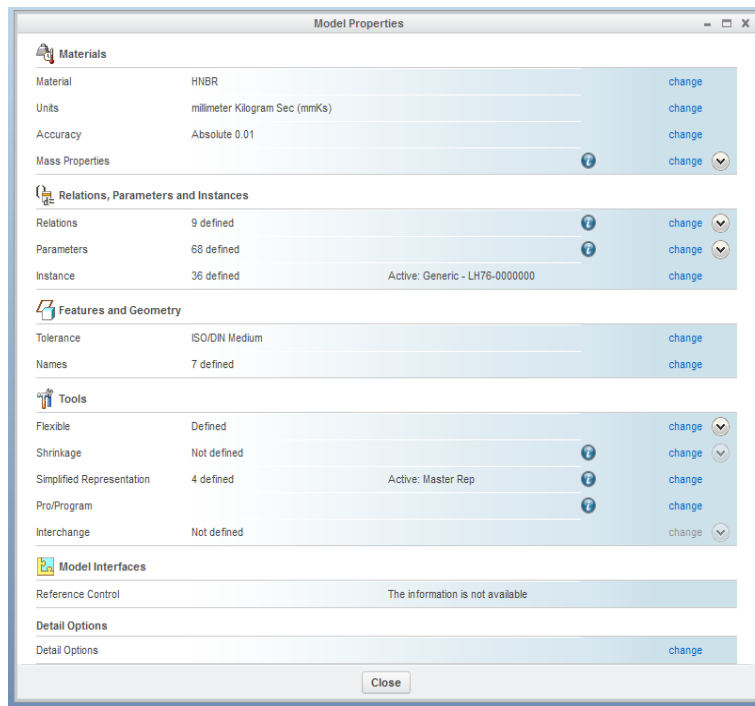 Model Properties
Materials
Material HNBR change
Units millimeter Kilogram Sec (mmKs) change
Accuracy Absolute 0.01 change
Mass Properties change
Relations, Parameters and Instances
Relations 9 defined change
Parameters 68 defined change
Instance 36 defined Active: Generic - LH76-0000000 change
Features and Geometry
Tolerance ISO/DIN Medium change
Names 7 defined change
Tools
Flexible Defined change
Shrinkage Not defined change
Simplified Representation 4 defined Active: Master Rep change
Pro/Program change
Interchange Not defined change
Model Interfaces
Reference Control The information is not available
Detail Options
Detail Options change
Close